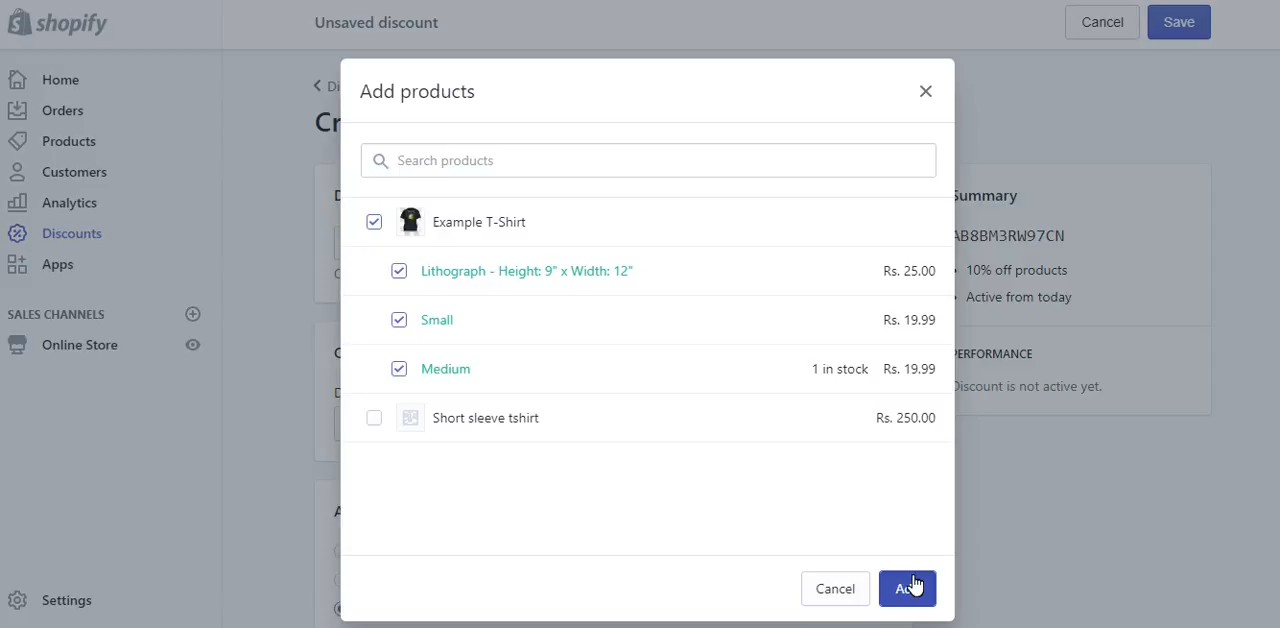 shopify
Unsaved discount
Cancel
Save
Home
Orders
Products
Customers
Analytics
Discounts
Apps
SALES CHANNELS
Online Store
Settings
Add products
Search products
Example T-Shirt
Lithograph - Height: 9" x Width: 12" Rs. 25.00
Small Rs. 19.99
Medium 1 in stock Rs. 19.99
Short sleeve tshirt Rs. 250.00
Cancel
Summary
AB8BM3RW97CN
10% off products
Active from today
PERFORMANCE
Discount is not active yet.